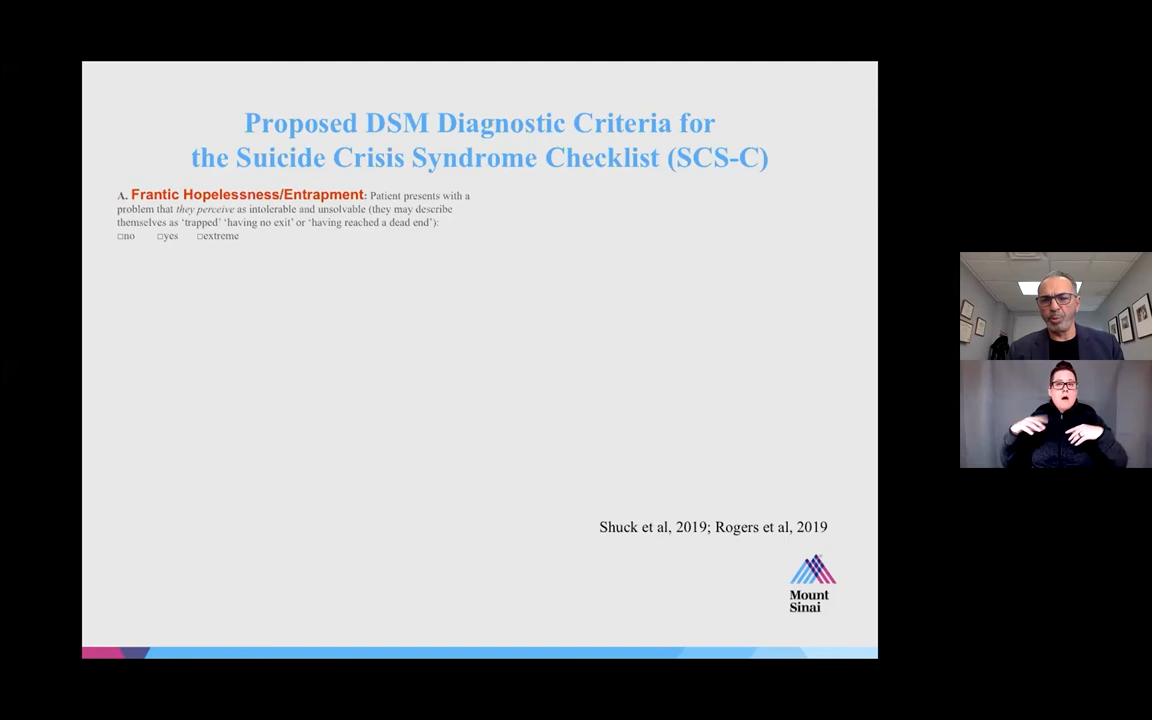 Proposed DSM Diagnostic Criteria for
the Suicide Crisis Syndrome Checklist (SCS-C)
A. Frantic Hopelessness/Entrapment: Patient presents with a
problem that they perceive as intolerable and unsolvable (they may describe
themselves as ‘trapped’ ‘having no exit’ or ‘having reached a dead end’):
□no □yes □extreme
Shuck et al, 2019; Rogers et al, 2019
Mount
Sinai